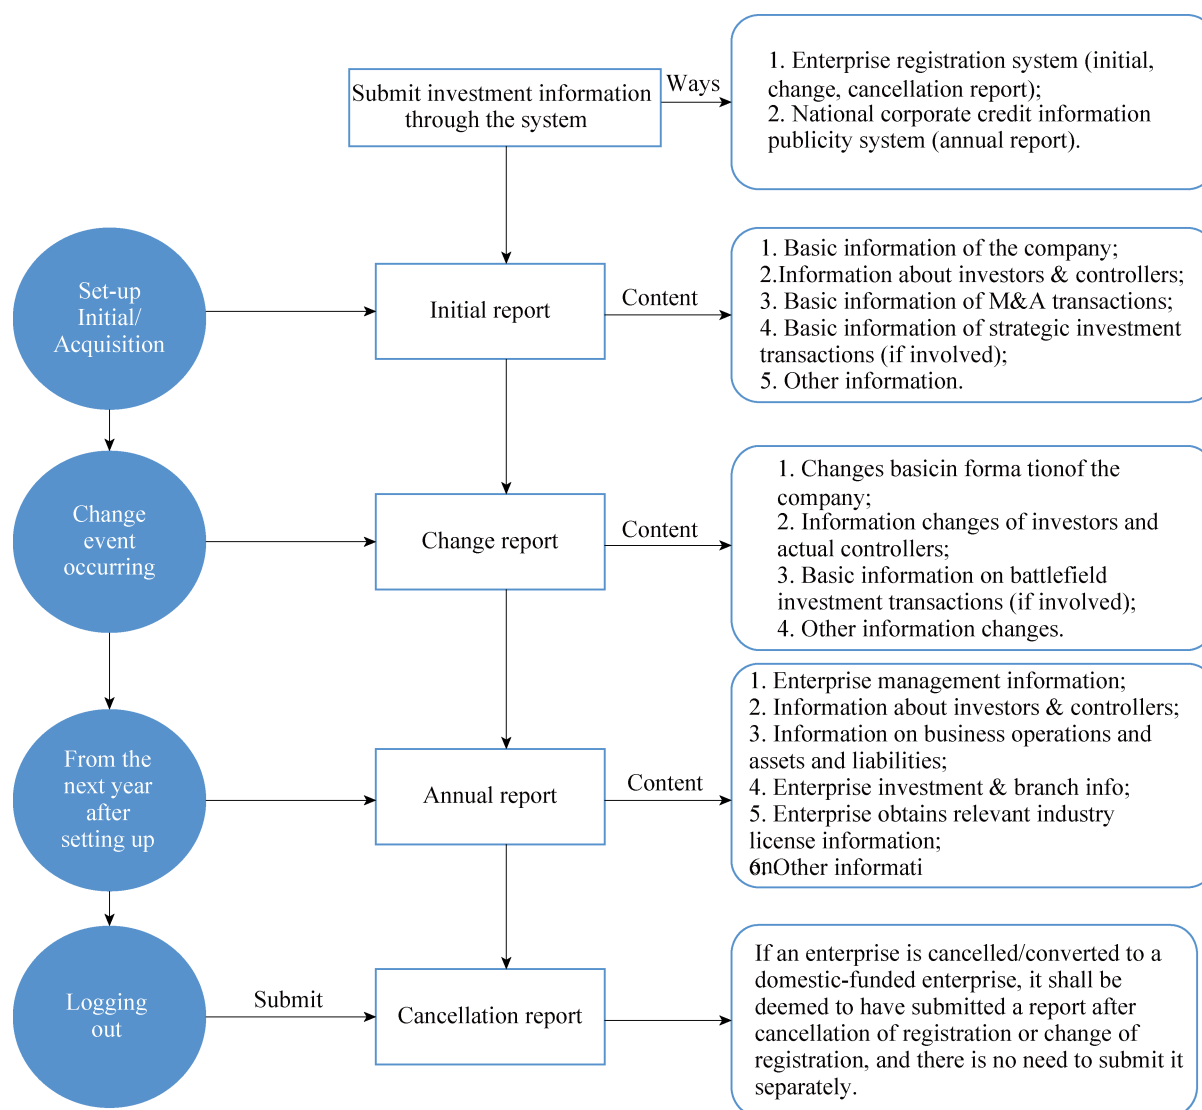 Submit investment information
through the system
Ways
1. Enterprise registration system (initial,
change, cancellation report);
2. National corporate credit information
publicity system (annual report).
Set-up
Initial/
Acquisition
Initial report
Content
1. Basic information of the company;
2.Information about investors & controllers;
3. Basic information of M&A transactions;
4. Basic information of strategic investment
transactions (if involved);
5. Other information.
Change
event
occurring
Change report
Content
1. Changes basicin forma tionof the
company;
2. Information changes of investors and
actual controllers;
3. Basic information on battlefield
investment transactions (if involved);
4. Other information changes.
From the
next year
after
setting up
Annual report
Content
1. Enterprise management information;
2. Information about investors & controllers;
3. Information on business operations and
assets and liabilities;
4. Enterprise investment & branch info;
5. Enterprise obtains relevant industry
license information;
6. Other informati
on
Logging
out
Submit
Cancellation report
If an enterprise is cancelled/converted to a
domestic-funded enterprise, it shall be
deemed to have submitted a report after
cancellation of registration or change of
registration, and there is no need to submit it
separately.